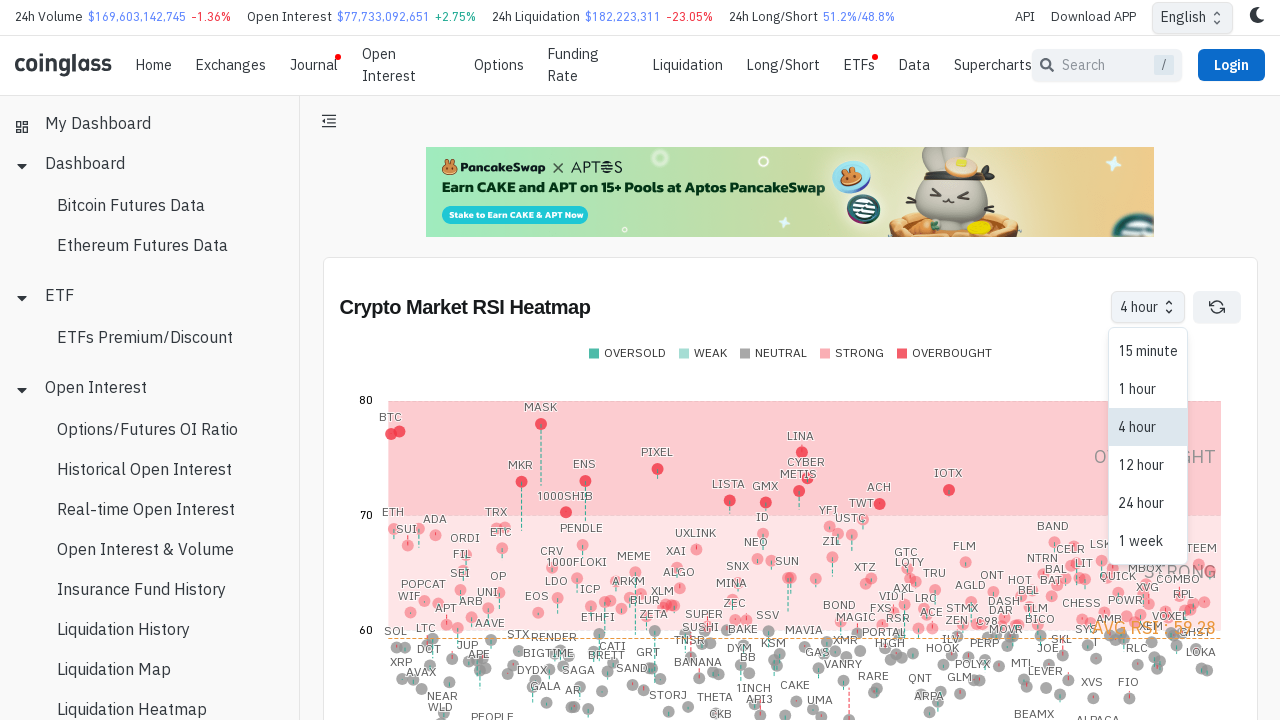 24h Volume $169,603,142,745 -1.36% Open Interest $77,733,092,651 +2.75% 24h Liquidation $182,223,311 -23.05% 24h Long/Short 51.2%/48.8% API Download APP English
coinglass Home Exchanges Journal Open Interest Options Funding Rate Liquidation Long/Short ETFs Data Supercharts Search / Login
My Dashboard
Dashboard
Bitcoin Futures Data
Ethereum Futures Data
ETF
ETFs Premium/Discount
Open Interest
Options/Futures OI Ratio
Historical Open Interest
Real-time Open Interest
Open Interest & Volume
Insurance Fund History
Liquidation History
Liquidation Map
Liquidation Heatmap
PancakeSwap × APTOS
Earn CAKE and APT on 15+ Pools at Aptos PancakeSwap
Stake to Earn CAKE & APT Now
Crypto Market RSI Heatmap
4 hour
15 minute
1 hour
4 hour
12 hour
24 hour
1 week
OVERSOLD WEAK NEUTRAL STRONG OVERBOUGHT
80
BTC MASK
LINA
MKR ENS PIXEL CYBER
METIS IOTX
1000SHIB LISTA GMX ACH
TWT
70
ETH SUI ADA TRX ETC PENDLE ID YFI USTC BAND
ORDI UXLINK NEO ZIL FLM CELR
FIL CRV 1000FLOKI MEME XAI SNX SUN XTZ GTC LQTY NTRN LIT
SEI OP LDO ICP ARKM ALGO MINA TRU ONT HOT BAL BAT QUICK MBOX COMBO
POPCAT WIF ARB UNI EOS BLUR XLM ZEC BOND VIDT AXL LRC AGLD DASH BEL CHESS POWR XVG RPL
APT AAVE ETHFI ZETA SUPER SSV MAGIC FXS RSR ACE STMX ZEN DAR C98 TLM BICO AMB VOXEL
60
SOL LTC STX RENDER TNSR SUSHI BAKE MAVIA XMR PORTAL ILV MOVR SYS XEM GHST
XRP DOT JUP APE BIGTIME CATI BRETT GRT DYM KSM GAS HIGH HOOK PERP JOE SKL RLC LQKA
AVAX DYDX SAGA SAND BANANA BB VANRY RARE QNT POLYX GLM MTL LEVER XVS FIO
NEAR WLD GALA AR STORJ THETA 1INCH API3 CAKE UMA ARPA
PEOPLE CKB BEAMX ALPACA